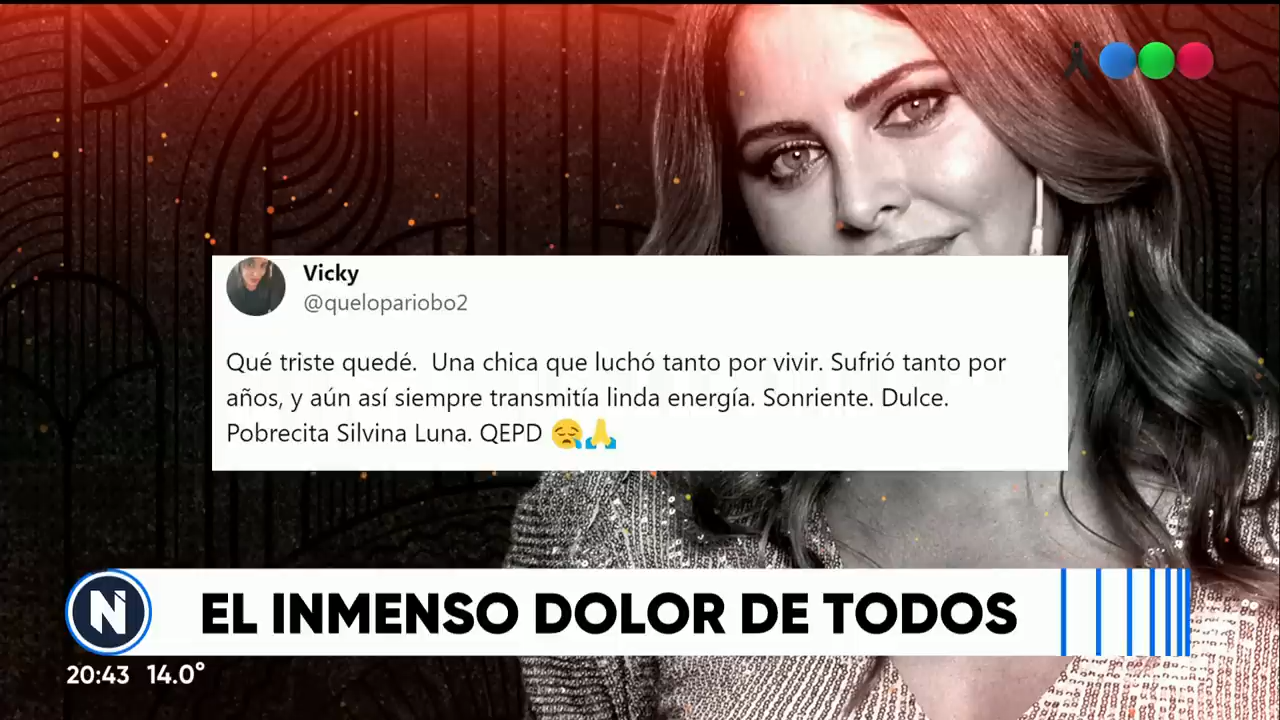 Vicky
@quelopariobo2
Qué triste quedé.  Una chica que luchó tanto por vivir. Sufrió tanto por
años, y aún así siempre transmitía linda energía. Sonriente. Dulce.
Pobrecita Silvina Luna. QEPD 😪🙏
N
EL INMENSO DOLOR DE TODOS
20:43 14.0°